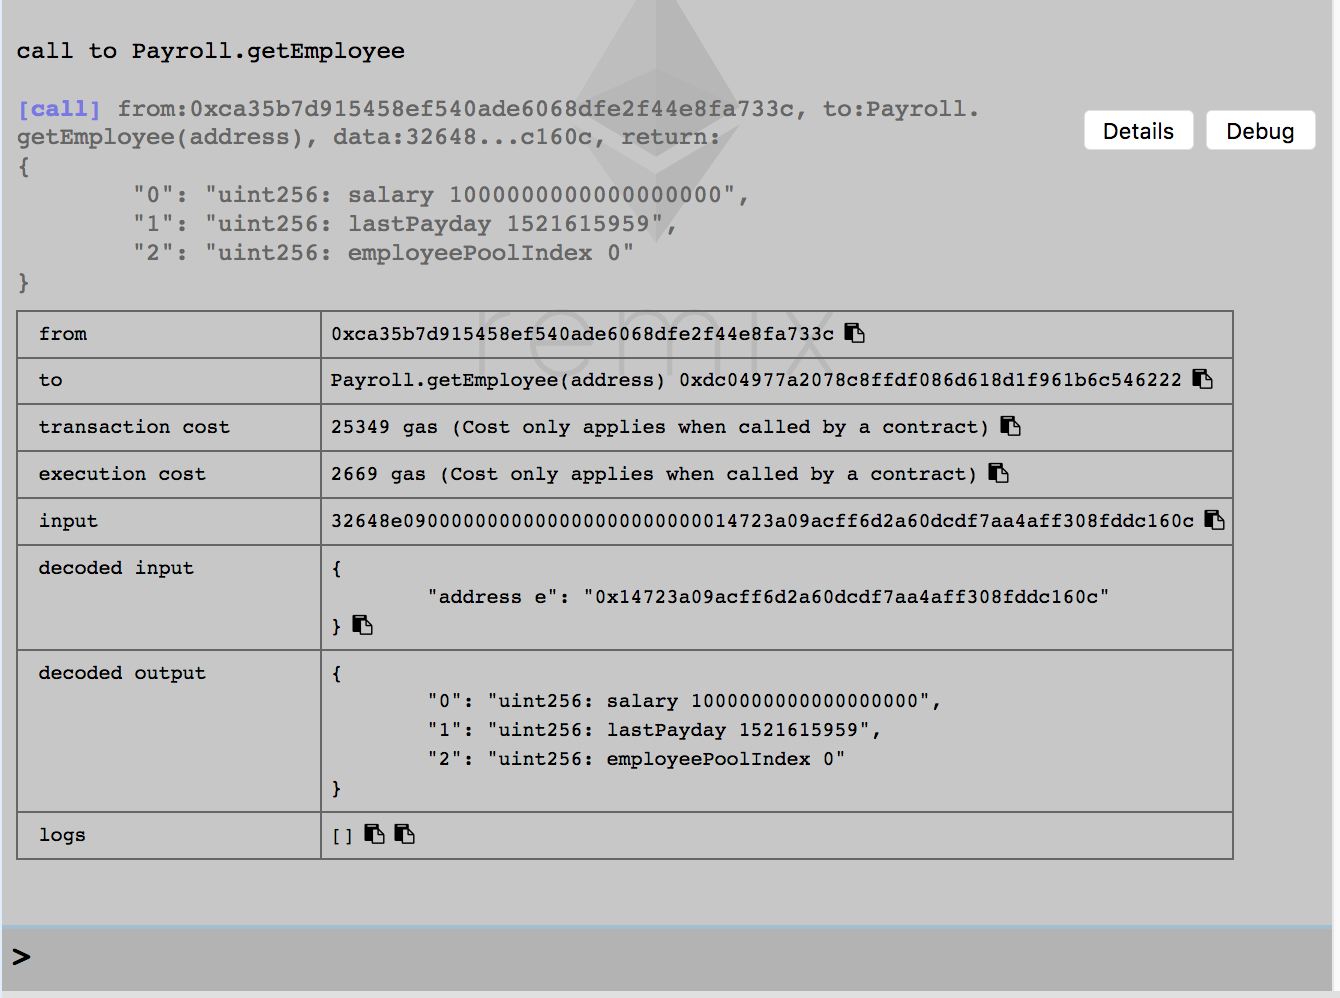 call to Payroll.getEmployee
[call] from:0xca35b7d915458ef540ade6068dfe2f44e8fa733c, to:Payroll.
getEmployee(address), data:32648...c160c, return:
{
"0": "uint256: salary 1000000000000000000",
"1": "uint256: lastPayday 1521615959",
"2": "uint256: employeePoolIndex 0"
}
Details
Debug
remix
from 0xca35b7d915458ef540ade6068dfe2f44e8fa733c
to Payroll.getEmployee(address) 0xdc04977a2078c8ffdf086d618d1f961b6c546222
transaction cost 25349 gas (Cost only applies when called by a contract)
execution cost 2669 gas (Cost only applies when called by a contract)
input 32648e0900000000000000000000000014723a09acff6d2a60dcdf7aa4aff308fddc160c
decoded input {
"address e": "0x14723a09acff6d2a60dcdf7aa4aff308fddc160c"
}
decoded output {
"0": "uint256: salary 1000000000000000000",
"1": "uint256: lastPayday 1521615959",
"2": "uint256: employeePoolIndex 0"
}
logs []
>